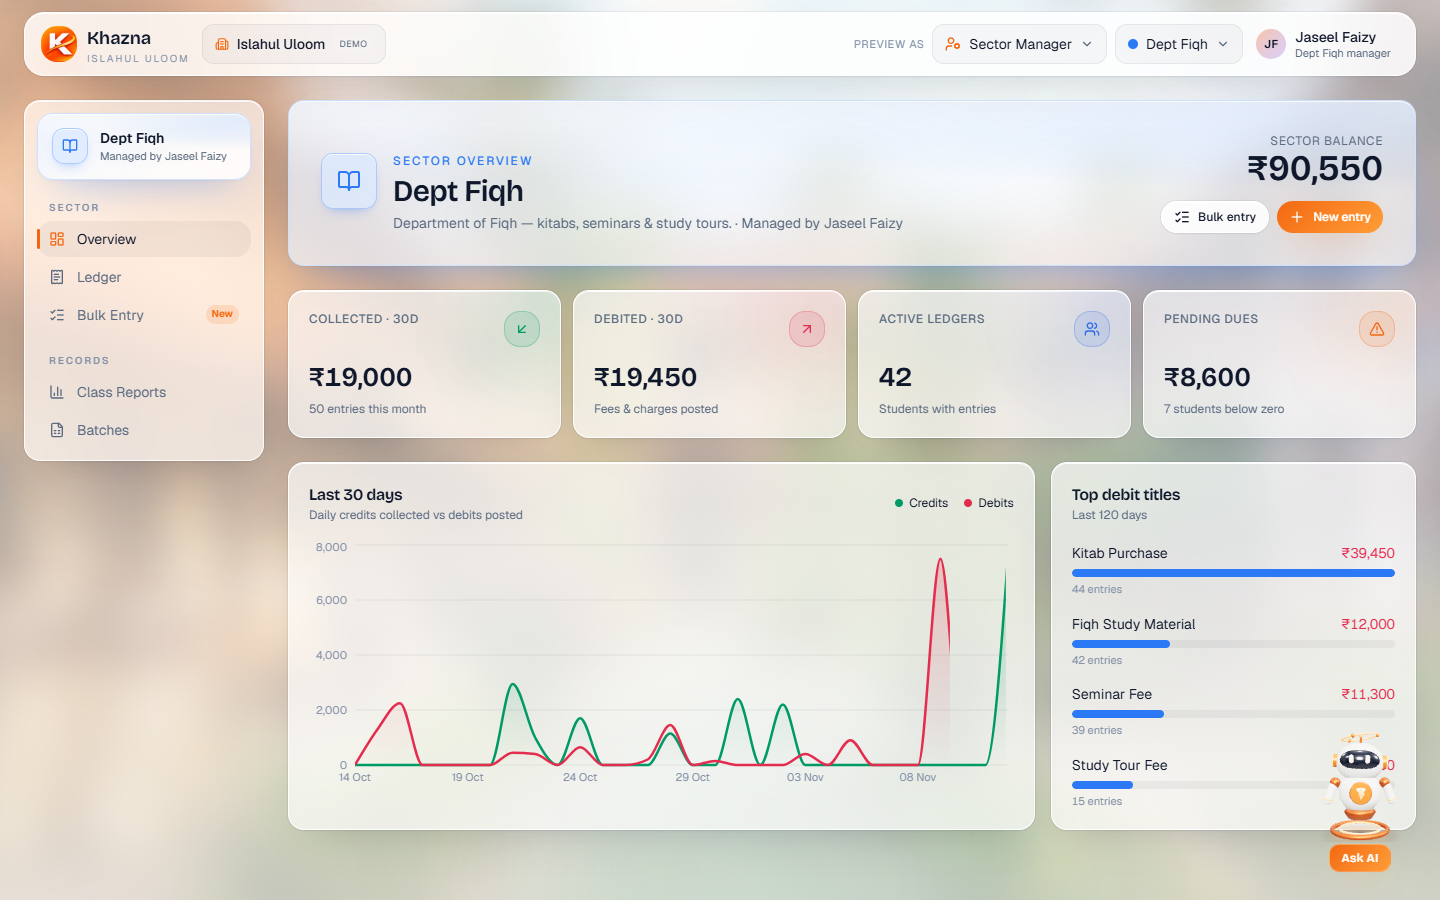 Khazna
ISLAHUL ULOOM
Islahul Uloom DEMO
PREVIEW AS
Sector Manager
Dept Fiqh
JF
Jaseel Faizy
Dept Fiqh manager
Dept Fiqh
Managed by Jaseel Faizy
SECTOR
Overview
Ledger
Bulk Entry New
RECORDS
Class Reports
Batches
SECTOR OVERVIEW
Dept Fiqh
Department of Fiqh — kitabs, seminars & study tours. · Managed by Jaseel Faizy
SECTOR BALANCE
₹90,550
Bulk entry
New entry
COLLECTED · 30D
₹19,000
50 entries this month
DEBITED · 30D
₹19,450
Fees & charges posted
ACTIVE LEDGERS
42
Students with entries
PENDING DUES
₹8,600
7 students below zero
Last 30 days
Daily credits collected vs debits posted
Credits
Debits
8,000
6,000
4,000
2,000
0
14 Oct
19 Oct
24 Oct
29 Oct
03 Nov
08 Nov
Top debit titles
Last 120 days
Kitab Purchase ₹39,450
44 entries
Fiqh Study Material ₹12,000
42 entries
Seminar Fee ₹11,300
39 entries
Study Tour Fee
15 entries
Ask AI